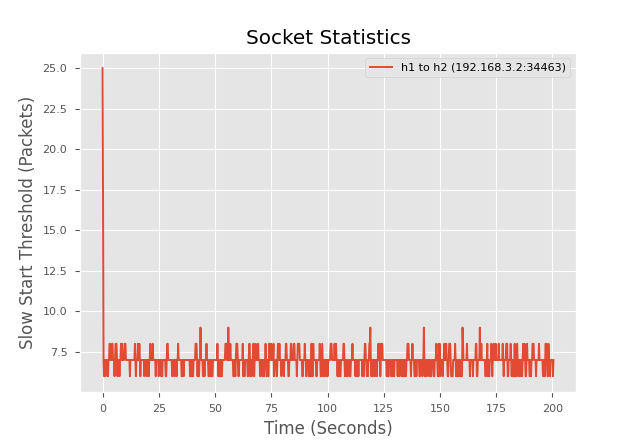 Socket Statistics
h1 to h2 (192.168.3.2:34463)
Slow Start Threshold (Packets)
25.0
22.5
20.0
17.5
15.0
12.5
10.0
7.5
0 25 50 75 100 125 150 175 200
Time (Seconds)